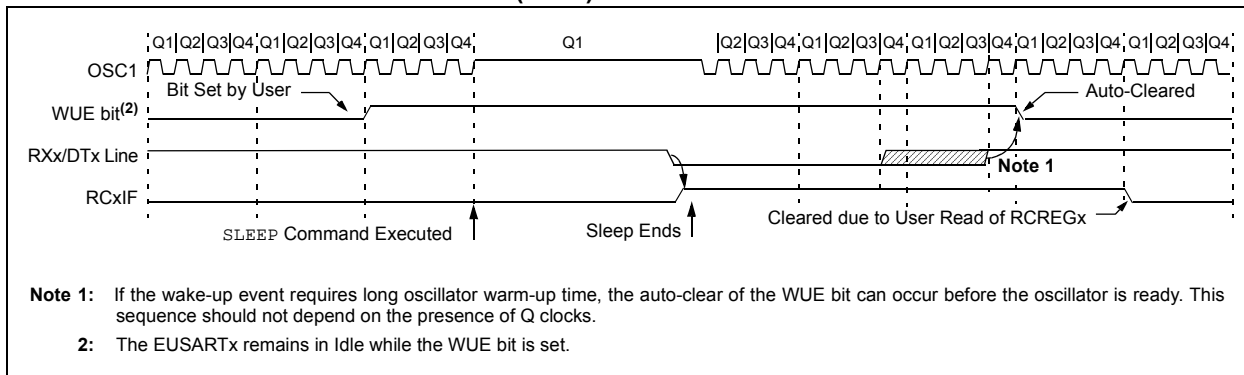 Q1 Q2 Q3 Q4 Q1 Q2 Q3 Q4 Q1 Q2 Q3 Q4 Q1 Q2 Q3 Q4 Q1 Q2 Q3 Q4 Q1 Q2 Q3 Q4 Q1 Q2 Q3 Q4
OSC1
Bit Set by User
Auto-Cleared
WUE bit(2)
RXx/DTx Line
Note 1
RCxIF
Cleared due to User Read of RCREGx
SLEEP Command Executed
Sleep Ends
Note 1: If the wake-up event requires long oscillator warm-up time, the auto-clear of the WUE bit can occur before the oscillator is ready. This
sequence should not depend on the presence of Q clocks.
2: The EUSARTx remains in Idle while the WUE bit is set.